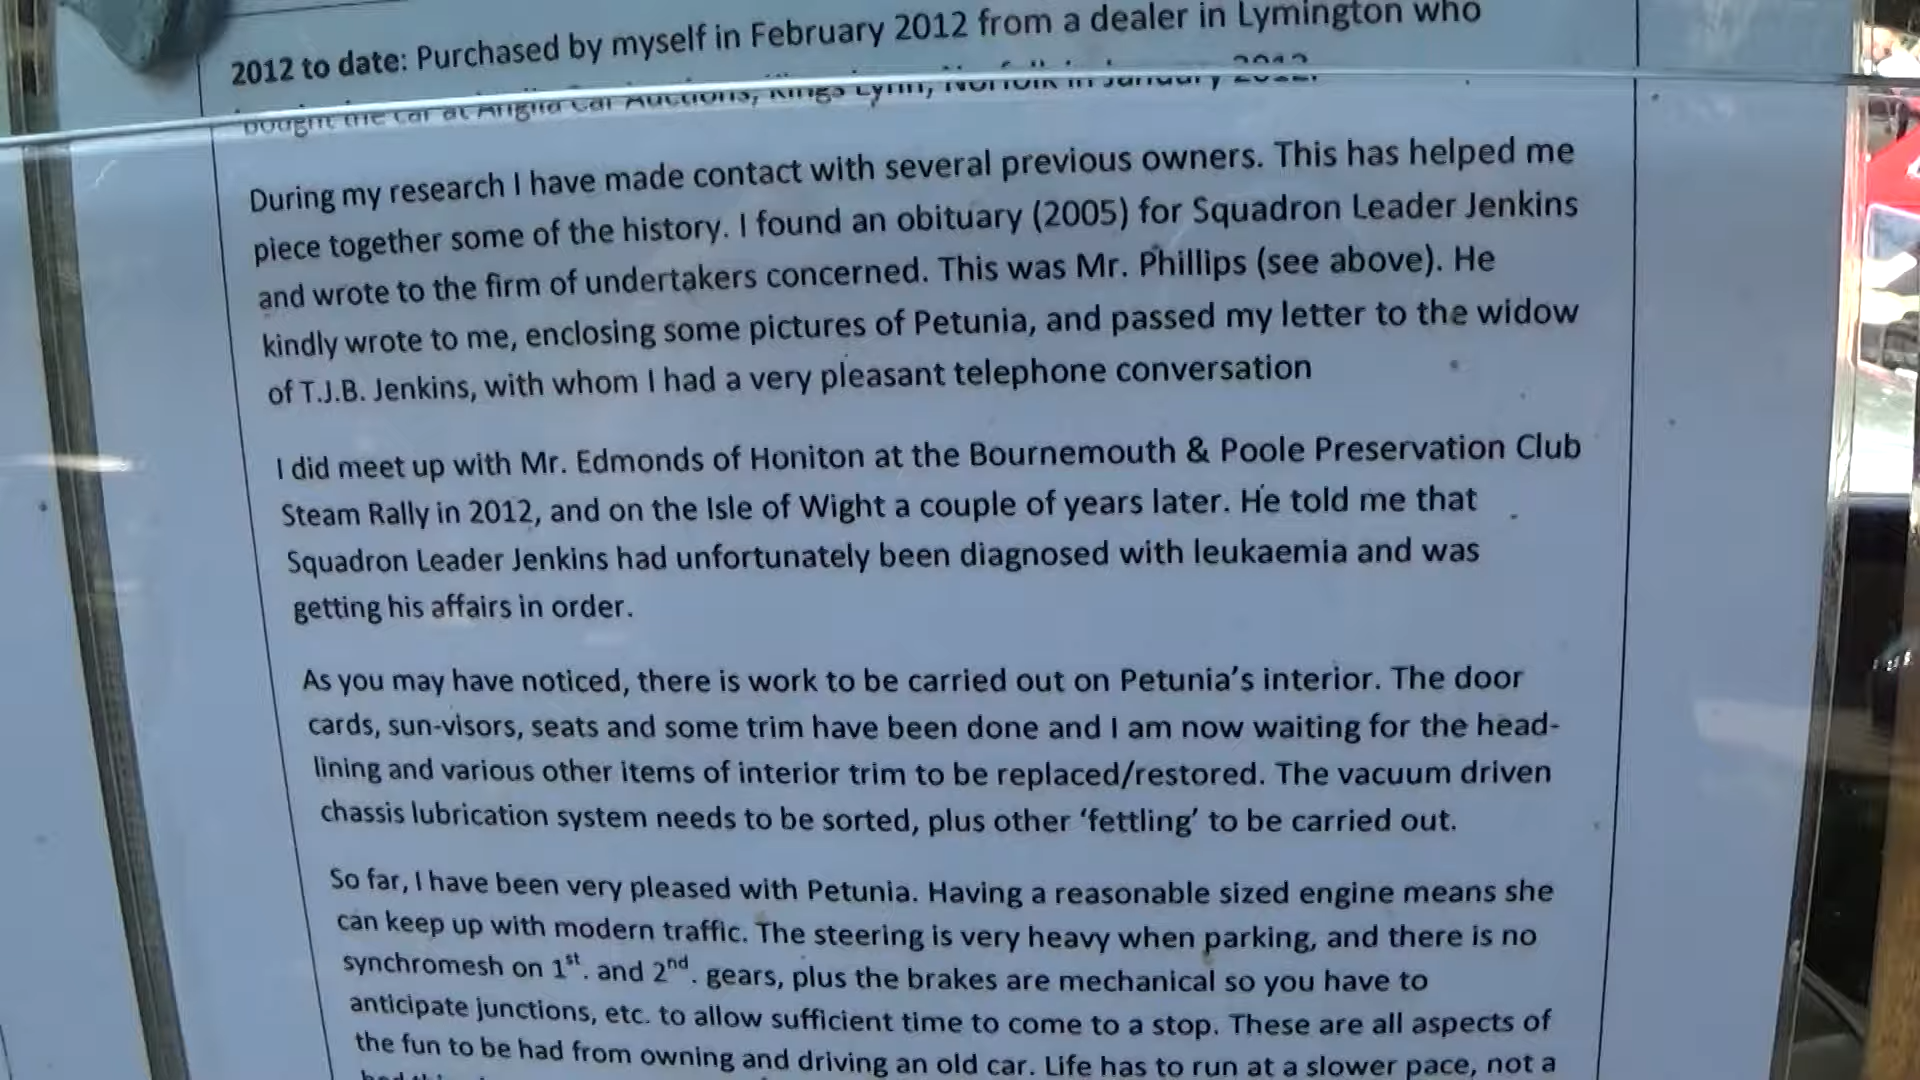 2012 to date: Purchased by myself in February 2012 from a dealer in Lymington who
bought the car at Anglia Car Auctions, Kings Lynn, Norfolk in January 2012.
During my research I have made contact with several previous owners. This has helped me
piece together some of the history. I found an obituary (2005) for Squadron Leader Jenkins
and wrote to the firm of undertakers concerned. This was Mr. Phillips (see above). He
kindly wrote to me, enclosing some pictures of Petunia, and passed my letter to the widow
of T.J.B. Jenkins, with whom I had a very pleasant telephone conversation
I did meet up with Mr. Edmonds of Honiton at the Bournemouth & Poole Preservation Club
Steam Rally in 2012, and on the Isle of Wight a couple of years later. He told me that
Squadron Leader Jenkins had unfortunately been diagnosed with leukaemia and was
getting his affairs in order.
As you may have noticed, there is work to be carried out on Petunia's interior. The door
cards, sun-visors, seats and some trim have been done and I am now waiting for the head-
lining and various other items of interior trim to be replaced/restored. The vacuum driven
chassis lubrication system needs to be sorted, plus other 'fettling' to be carried out.
So far, I have been very pleased with Petunia. Having a reasonable sized engine means she
can keep up with modern traffic. The steering is very heavy when parking, and there is no
synchromesh on 1st. and 2nd. gears, plus the brakes are mechanical so you have to
anticipate junctions, etc. to allow sufficient time to come to a stop. These are all aspects of
the fun to be had from owning and driving an old car. Life has to run at a slower pace, not a